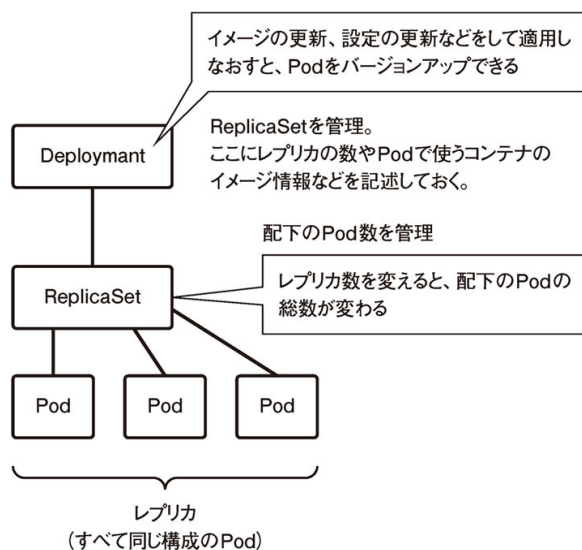 イメージの更新、設定の更新などをして適用し
なおすと、Podをバージョンアップできる
Deploymant
ReplicaSetを管理。
ここにレプリカの数やPodで使うコンテナの
イメージ情報などを記述しておく。
配下のPod数を管理
ReplicaSet
レプリカ数を変えると、配下のPodの
総数が変わる
Pod
Pod
Pod
レプリカ
(すべて同じ構成のPod)